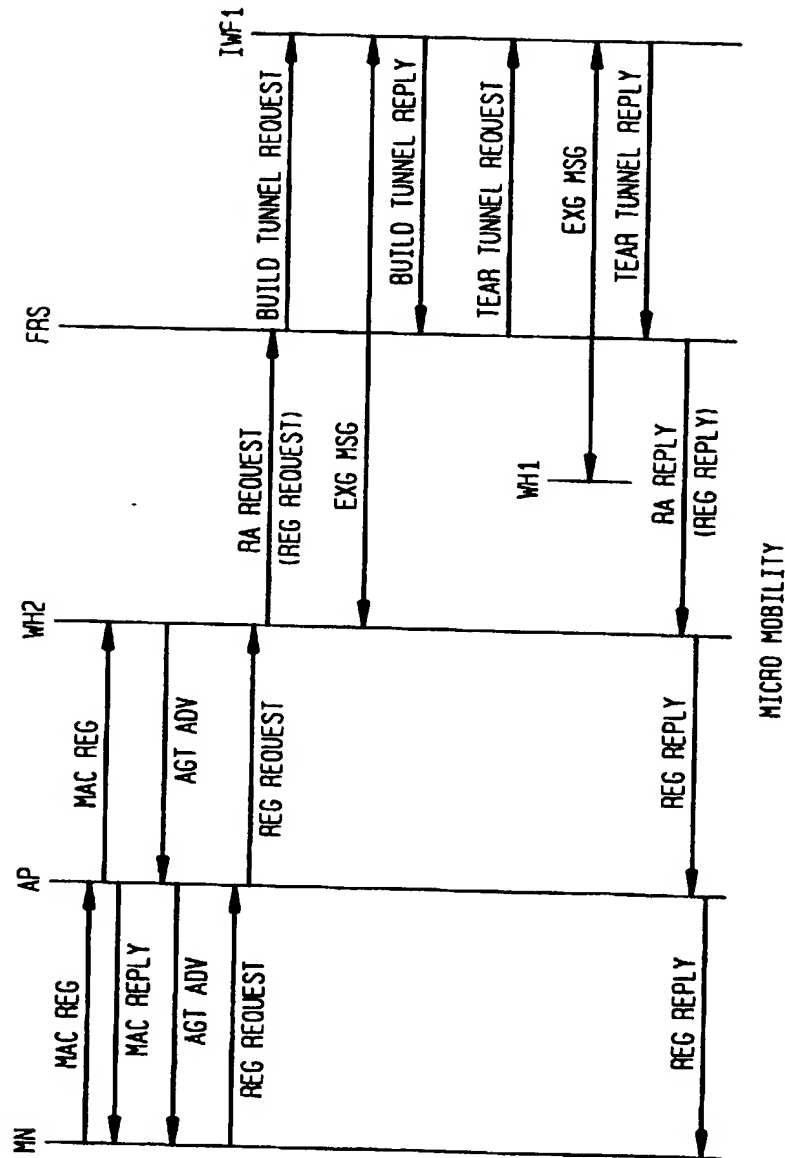 MN
AP
WH2
FRS
IWF1
MAC REG
MAC REPLY
AGT ADV
REG REQUEST
MAC REG
AGT ADV
REG REQUEST
RA REQUEST
(REG REQUEST)
BUILD TUNNEL REQUEST
EXG MSG
BUILD TUNNEL REPLY
TEAR TUNNEL REQUEST
WH1
EXG MSG
TEAR TUNNEL REPLY
RA REPLY
(REG REPLY)
REG REPLY
REG REPLY
MICRO MOBILITY